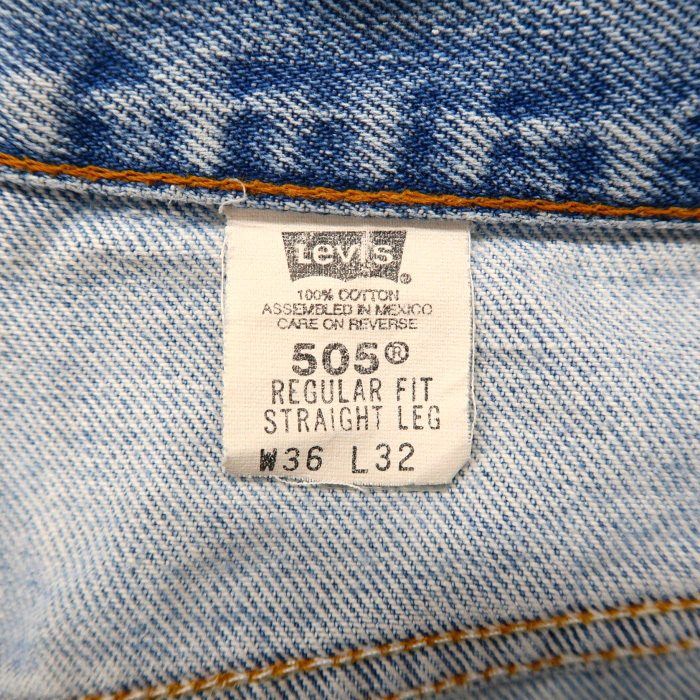 Levi's
100% COTTON
ASSEMBLED IN MEXICO
CARE ON REVERSE
505®
REGULAR FIT
STRAIGHT LEG
W36 L32